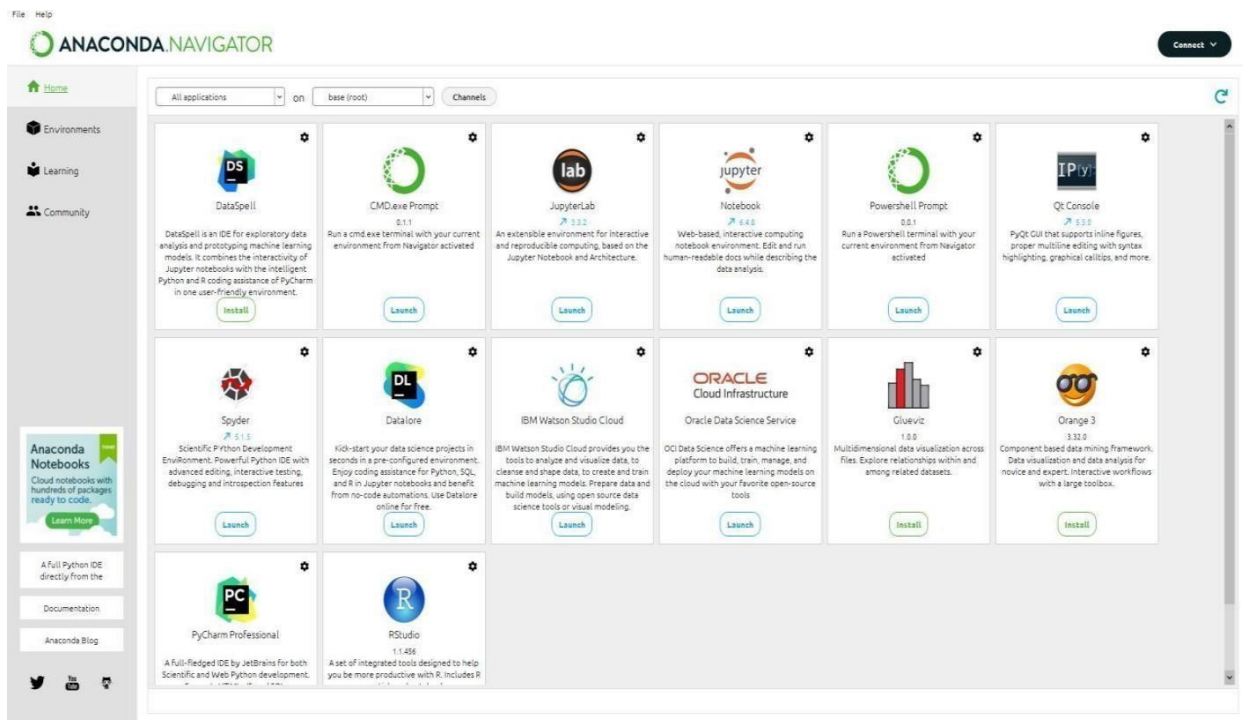 File Help
ANACONDA.NAVIGATOR
Connect
Home
Environments
Learning
Community
All applications on base (root) Channels
DS
DataSpell
DataSpell is an IDE for exploratory data
analysis and prototyping machine learning
models. It combines the interactivity of
Jupyter notebooks with the intelligent
Python and R coding assistance of PyCharm
in one user-friendly environment.
Install
CMD.exe Prompt
0.1.1
Run a cmd.exe terminal with your current
environment from Navigator activated
Launch
lab
JupyterLab
3.3.2
An extensible environment for interactive
and reproducible computing, based on the
Jupyter Notebook and Architecture.
Launch
jupyter
Notebook
6.4.8
Web-based, interactive computing
notebook environment. Edit and run
human-readable docs while describing the
data analysis.
Launch
Powershell Prompt
0.0.1
Run a Powershell terminal with your
current environment from Navigator
activated
Launch
IP[y]:
Qt Console
5.3.0
PyQt GUI that supports inline figures,
proper multiline editing with syntax
highlighting, graphical calltips, and more.
Launch
Spyder
5.1.5
Scientific PYthon Development
EnviRonment. Powerful Python IDE with
advanced editing, interactive testing,
debugging and introspection features
Launch
DL
Datalore
Kick-start your data science projects in
seconds in a pre-configured environment.
Enjoy coding assistance for Python, SQL,
and R in Jupyter notebooks and benefit
from no-code automations. Use Datalore
online for free.
Launch
IBM Watson Studio Cloud
IBM Watson Studio Cloud provides you the
tools to analyze and visualize data, to
cleanse and shape data, to create and train
machine learning models. Prepare data and
build models, using open source data
science tools or visual modeling.
Launch
ORACLE
Cloud Infrastructure
Oracle Data Science Service
OCI Data Science offers a machine learning
platform to build, train, manage, and
deploy your machine learning models on
the cloud with your favorite open-source
tools
Launch
Glueviz
1.0.0
Multidimensional data visualization across
files. Explore relationships within and
among related datasets.
Install
Orange 3
3.32.0
Component based data mining framework.
Data visualization and data analysis for
novice and expert. Interactive workflows
with a large toolbox.
Install
PC
PyCharm Professional
A full-fledged IDE by JetBrains for both
Scientific and Web Python development.
R
RStudio
1.1.456
A set of integrated tools designed to help
you be more productive with R. Includes R
Anaconda
Notebooks
Cloud notebooks with
hundreds of packages
ready to code.
Learn More
A full Python IDE
directly from the
Documentation
Anaconda Blog
You
Tube